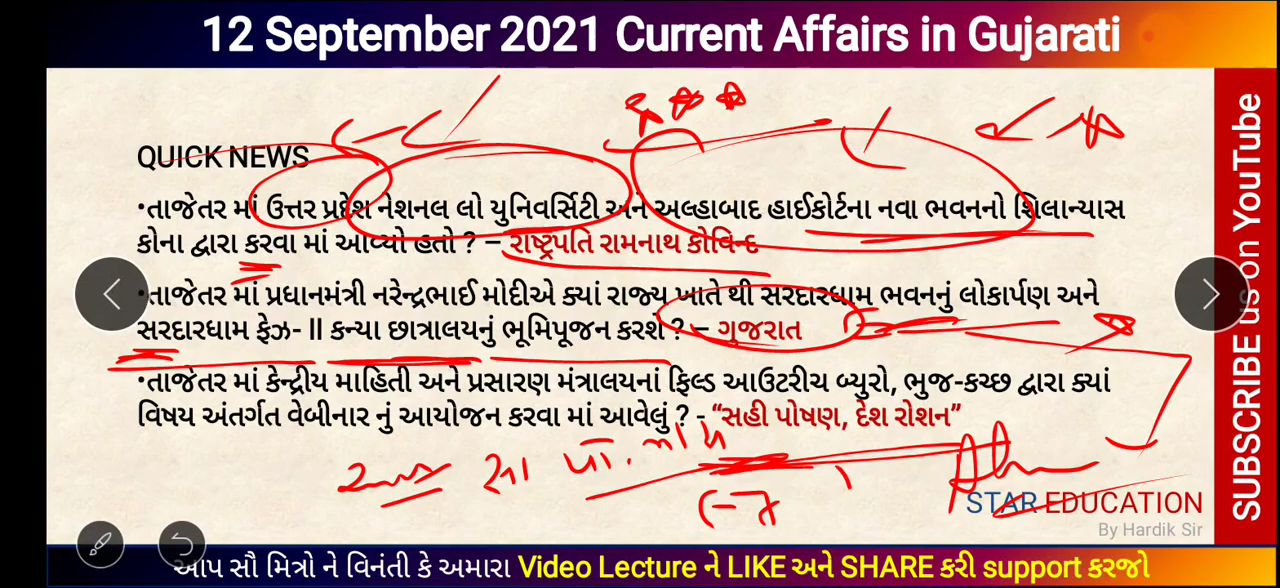 12 September 2021 Current Affairs in Gujarati
QUICK NEWS
•તાજેતર માં ઉત્તર પ્રદેશ નેશનલ લો યુનિવર્સિટી અને અલ્હાબાદ હાઈકોર્ટના નવા ભવનનો શિલાન્યાસ
કોના દ્વારા કરવા માં આવ્યો હતો ? – રાષ્ટ્રપતિ રામનાથ કોવિન્દ
•તાજેતર માં પ્રધાનમંત્રી નરેન્દ્રભાઈ મોદીએ ક્યાં રાજ્ય ખાતે થી સરદારધામ ભવનનું લોકાર્પણ અને
સરદારધામ ફેઝ- II કન્યા છાત્રાલયનું ભૂમિપૂજન કરશે ? – ગુજરાત
•તાજેતર માં કેન્દ્રીય માહિતી અને પ્રસારણ મંત્રાલયનાં ફિલ્ડ આઉટરીચ બ્યુરો, ભુજ-કચ્છ દ્વારા ક્યાં
વિષય અંતર્ગત વેબીનાર નું આયોજન કરવા માં આવેલું ? - “સહી પોષણ, દેશ રોશન”
STAR EDUCATION
By Hardik Sir
આપ સૌ મિત્રો ને વિનંતી કે અમારા Video Lecture ને LIKE અને SHARE કરી support કરજો
SUBSCRIBE us on YouTube